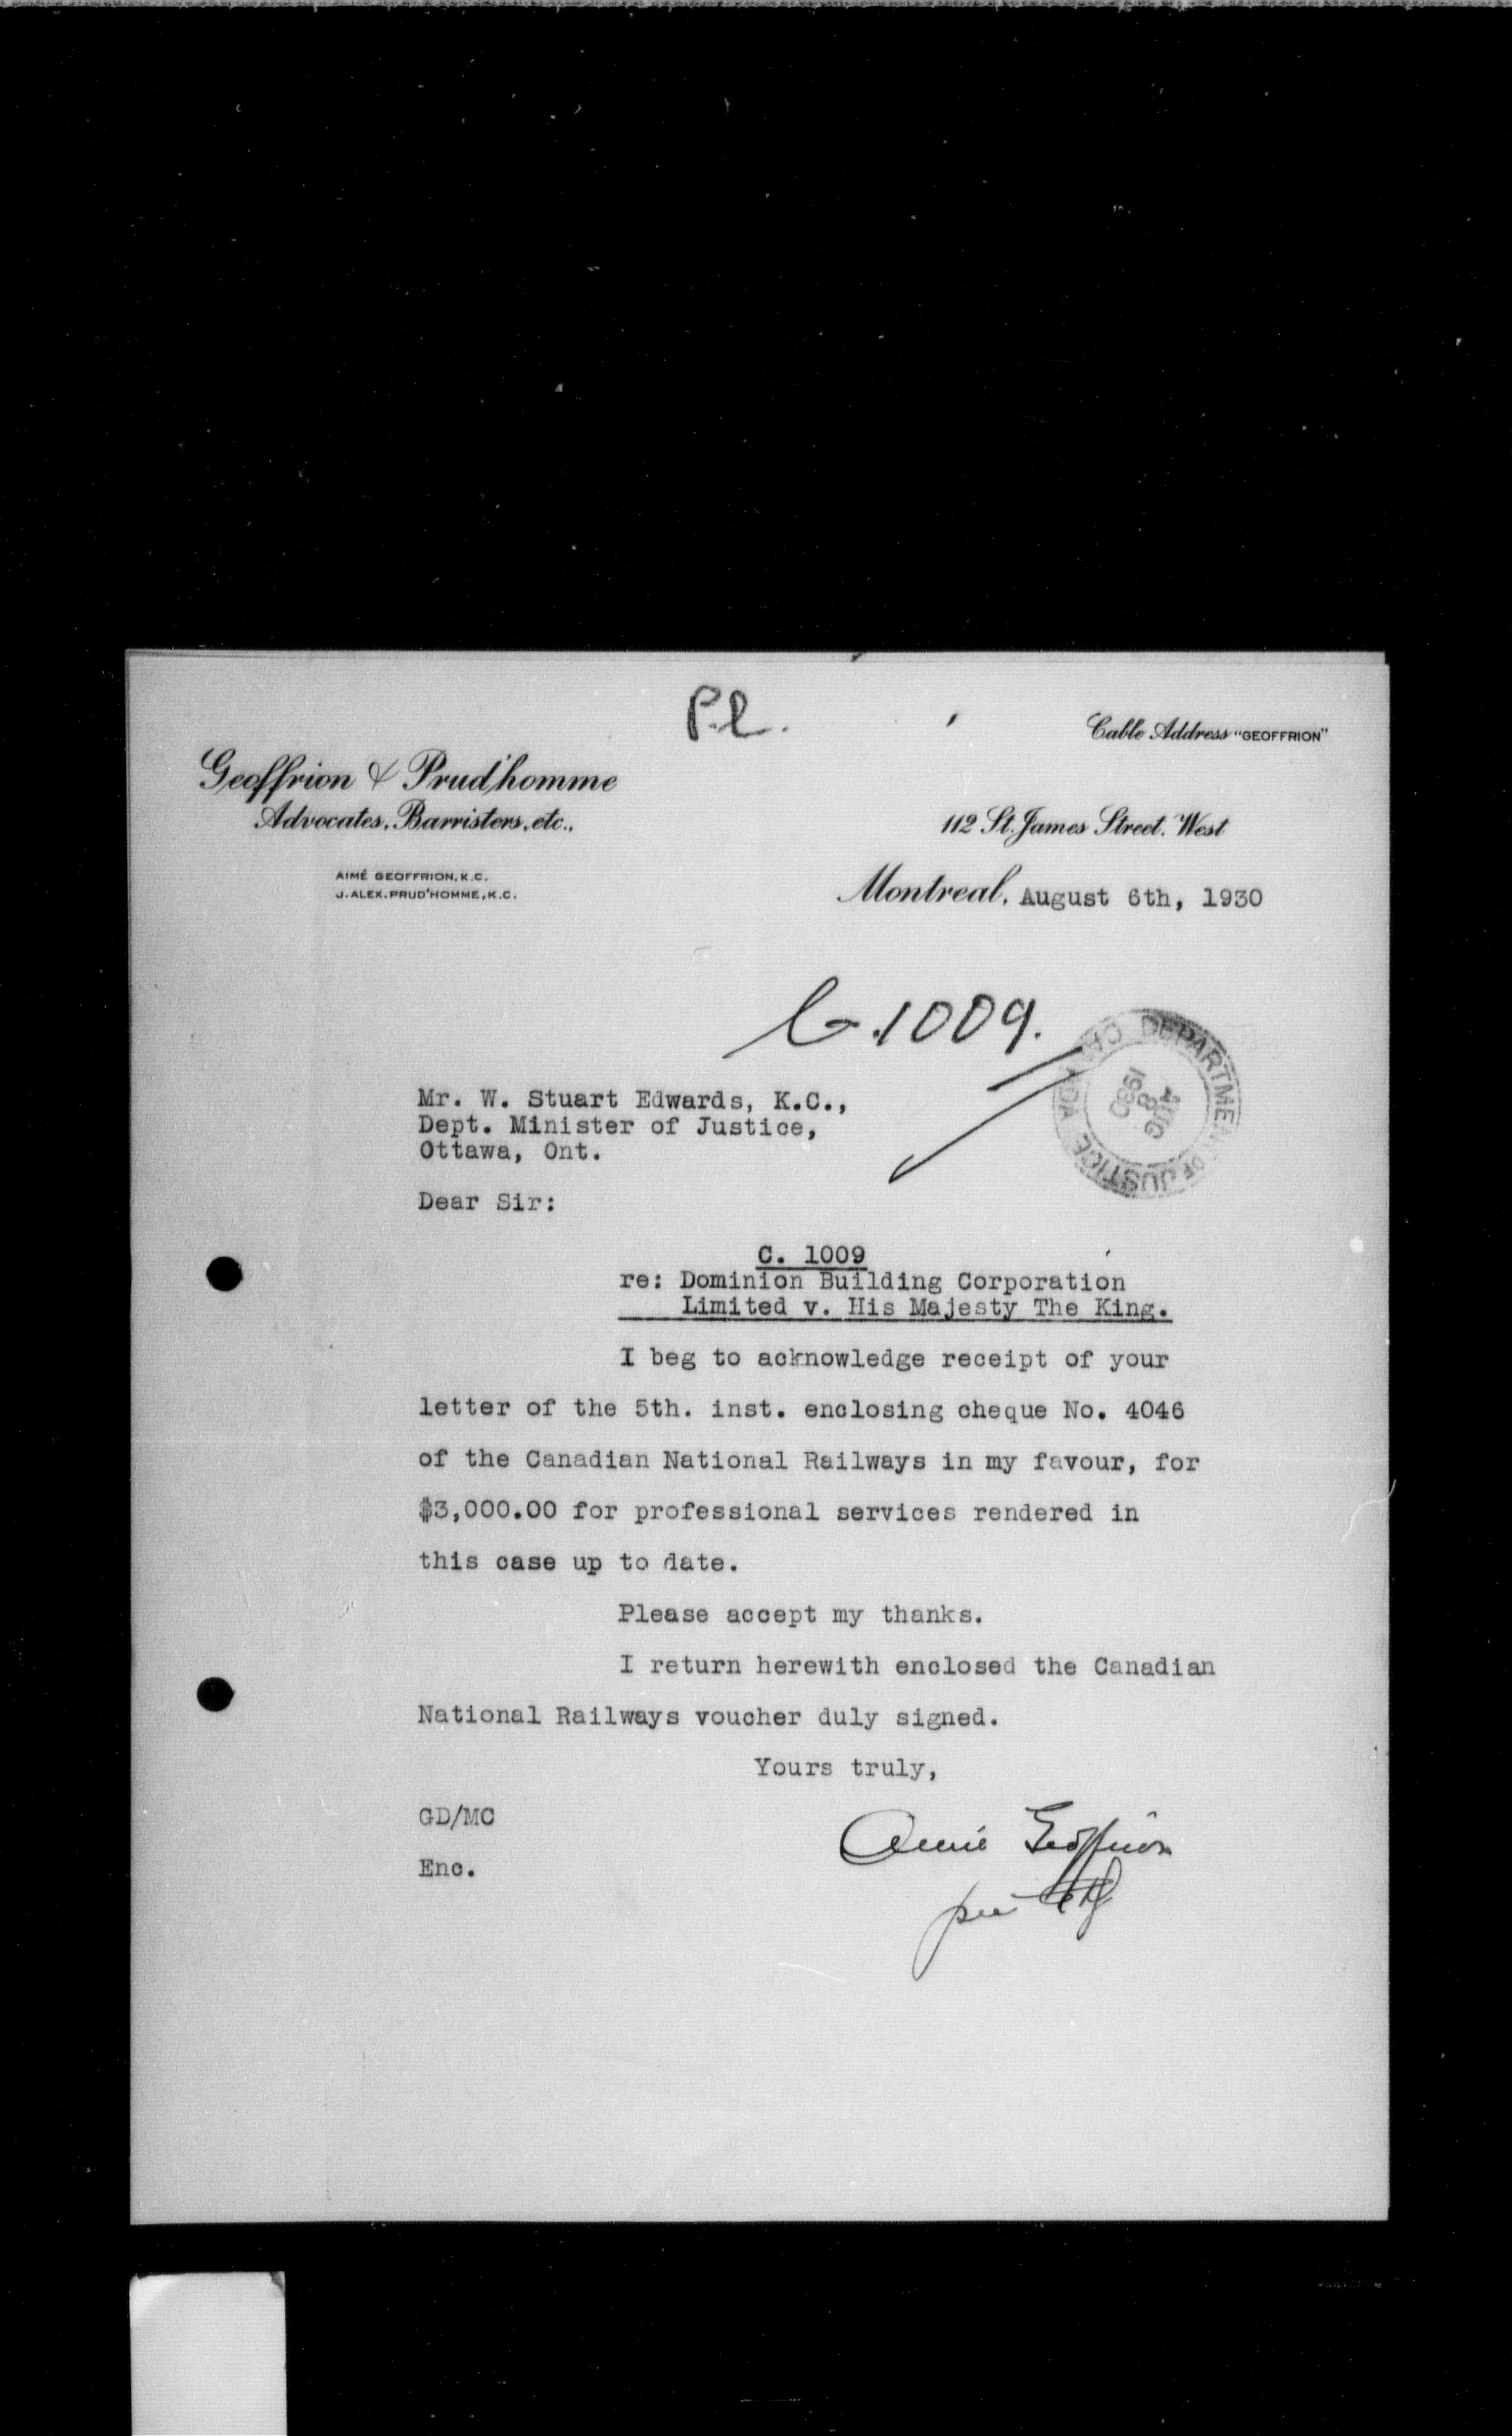 P.l.
Cable Address "GEOFFRION"
Geoffrion & Prud'homme
Advocates, Barristers, etc.,
112 St. James Street, West
AIMÉ GEOFFRION, K.C.
J. ALEX. PRUD'HOMME, K.C.
Montreal, August 6th, 1930
C.1009.
DEPARTMENT OF JUSTICE CANADA
AUG
8
1930
Mr. W. Stuart Edwards, K.C.,
Dept. Minister of Justice,
Ottawa, Ont.
Dear Sir:
C. 1009
re: Dominion Building Corporation
Limited v. His Majesty The King.
I beg to acknowledge receipt of your
letter of the 5th. inst. enclosing cheque No. 4046
of the Canadian National Railways in my favour, for
$3,000.00 for professional services rendered in
this case up to date.
Please accept my thanks.
I return herewith enclosed the Canadian
National Railways voucher duly signed.
Yours truly,
GD/MC
Aimé Geoffrion
Enc.
per